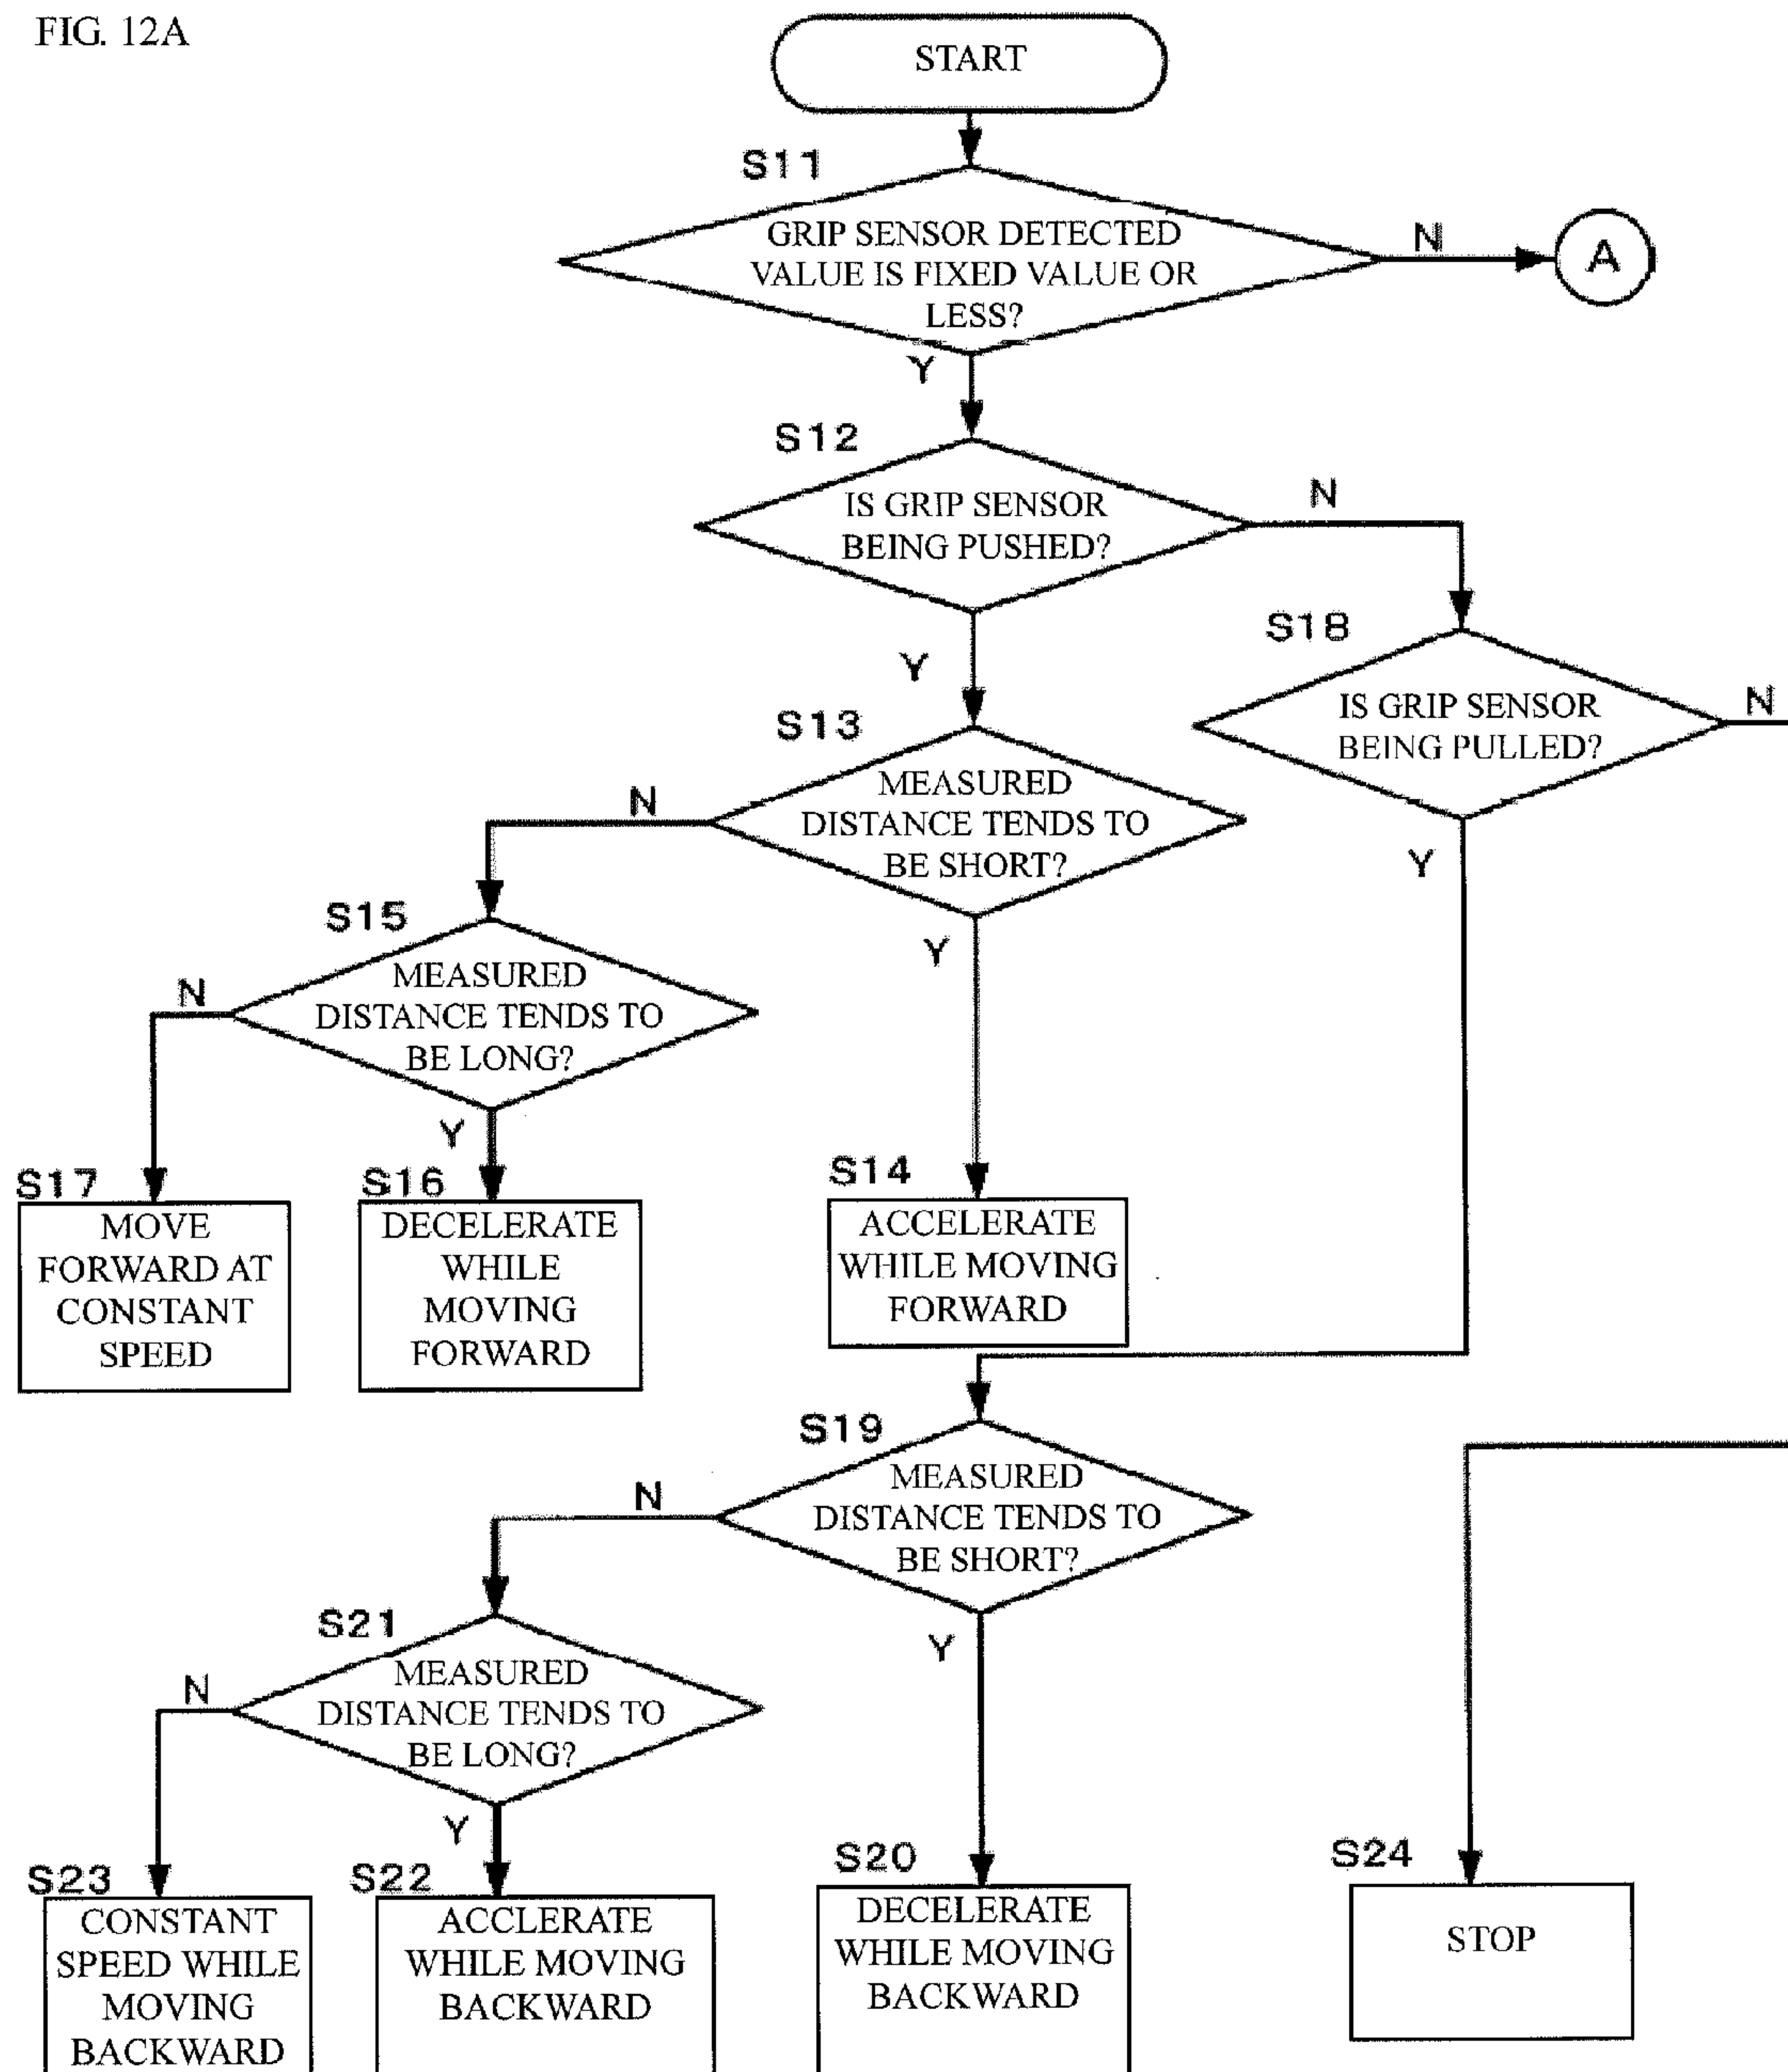 FIG. 12A
START
S11
GRIP SENSOR DETECTED
VALUE IS FIXED VALUE OR
LESS?
N
A
Y
S12
IS GRIP SENSOR
BEING PUSHED?
N
Y
S18
IS GRIP SENSOR
BEING PULLED?
N
Y
S13
MEASURED
DISTANCE TENDS TO
BE SHORT?
N
Y
S15
MEASURED
DISTANCE TENDS TO
BE LONG?
N
Y
S17
MOVE
FORWARD AT
CONSTANT
SPEED
S16
DECELERATE
WHILE
MOVING
FORWARD
S14
ACCELERATE
WHILE MOVING
FORWARD
S19
MEASURED
DISTANCE TENDS TO
BE SHORT?
N
Y
S21
MEASURED
DISTANCE TENDS TO
BE LONG?
N
Y
S23
CONSTANT
SPEED WHILE
MOVING
BACKWARD
S22
ACCLERATE
WHILE MOVING
BACKWARD
S20
DECELERATE
WHILE MOVING
BACKWARD
S24
STOP